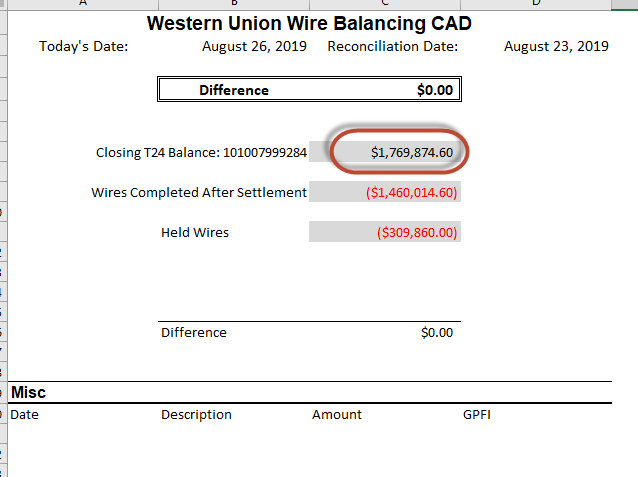 A B C D
Western Union Wire Balancing CAD
Today's Date: August 26, 2019 Reconciliation Date: August 23, 2019
Difference $0.00
Closing T24 Balance: 101007999284 $1,769,874.60
Wires Completed After Settlement ($1,460,014.60)
Held Wires ($309,860.00)
Difference $0.00
Misc
Date Description Amount GPFI